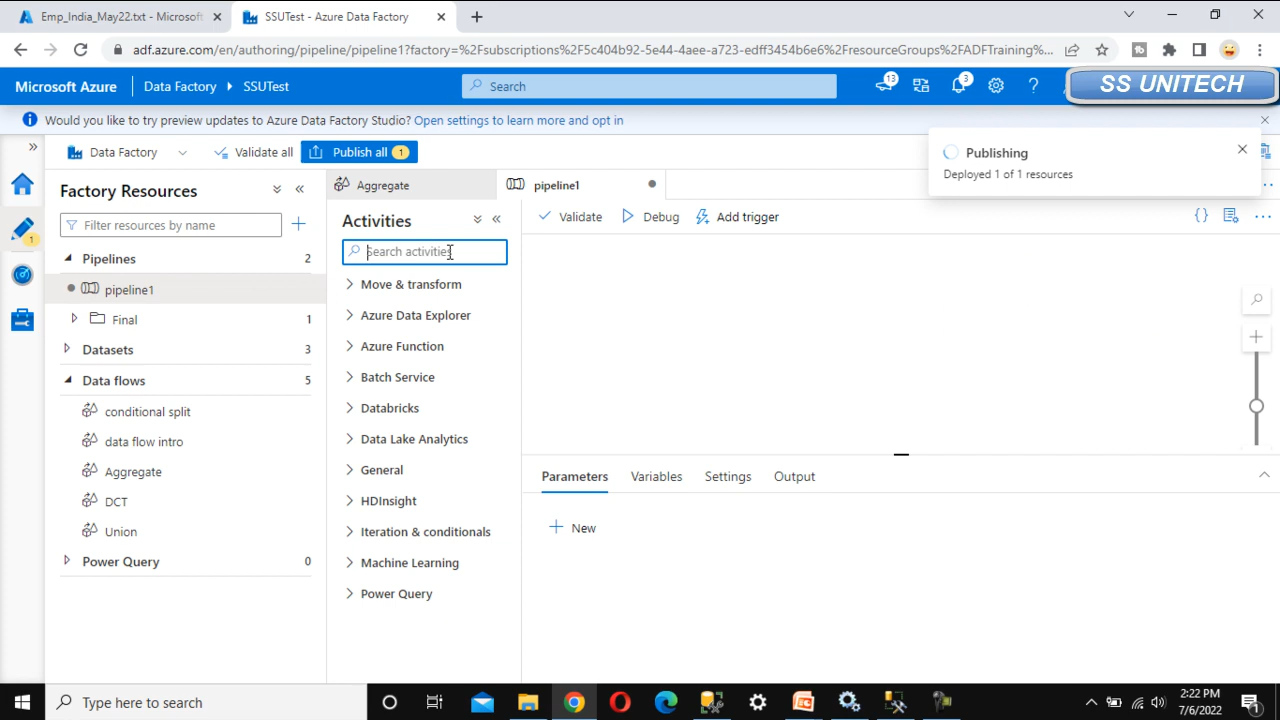 Emp_India_May22.txt - Microsoft
SSUTest - Azure Data Factory
adf.azure.com/en/authoring/pipeline/pipeline1?factory=%2Fsubscriptions%2F5c404b92-5e44-4aee-a723-edff3454b6e6%2FresourceGroups%2FADFTraining%...
Microsoft Azure
Data Factory
SSUTest
Search
13
3
SS UNITECH
Would you like to try preview updates to Azure Data Factory Studio? Open settings to learn more and opt in
Data Factory
Validate all
Publish all 1
Publishing
Deployed 1 of 1 resources
1
Factory Resources
Filter resources by name
Pipelines 2
pipeline1
Final 1
Datasets 3
Data flows 5
conditional split
data flow intro
Aggregate
DCT
Union
Power Query 0
Aggregate
pipeline1
Activities
Search activities
Move & transform
Azure Data Explorer
Azure Function
Batch Service
Databricks
Data Lake Analytics
General
HDInsight
Iteration & conditionals
Machine Learning
Power Query
Validate
Debug
Add trigger
Parameters
Variables
Settings
Output
New
Type here to search
2:22 PM
7/6/2022
1